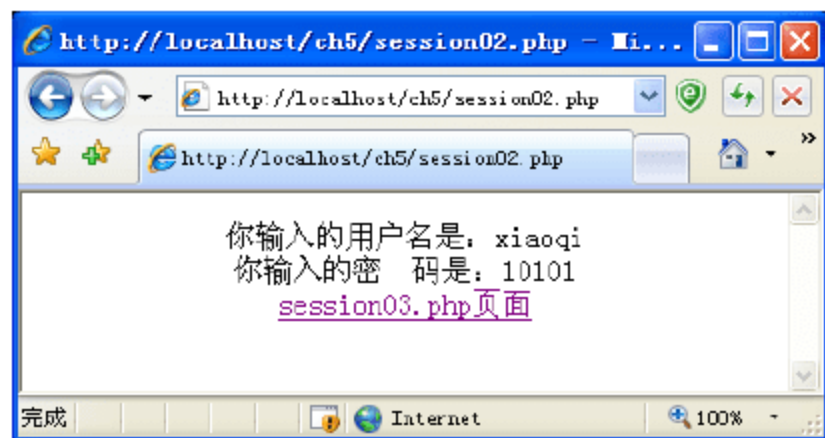 http://localhost/ch5/session02.php - Mi...
http://localhost/ch5/session02.php
http://localhost/ch5/session02.php
你输入的用户名是：xiaoqi
你输入的密 码是：10101
session03.php页面
完成 Internet 100%